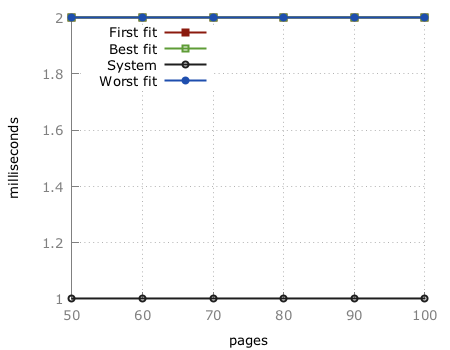 2
First fit
Best fit
System
1.8
Worst fit
1.6
milliseconds
1.4
1.2
1
50 60 70 80 90 100
pages